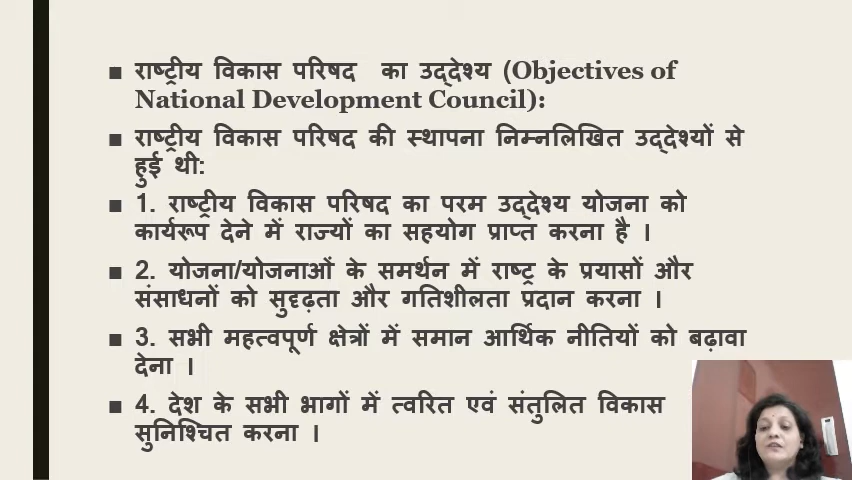 राष्ट्रीय विकास परिषद का उद्देश्य (Objectives of
National Development Council):
राष्ट्रीय विकास परिषद की स्थापना निम्नलिखित उद्देश्यों से
हुई थी:
1. राष्ट्रीय विकास परिषद का परम उद्देश्य योजना को
कार्यरूप देने में राज्यों का सहयोग प्राप्त करना है ।
2. योजना/योजनाओं के समर्थन में राष्ट्र के प्रयासों और
संसाधनों को सुदृढ़ता और गतिशीलता प्रदान करना ।
3. सभी महत्वपूर्ण क्षेत्रों में समान आर्थिक नीतियों को बढ़ावा
देना ।
4. देश के सभी भागों में त्वरित एवं संतुलित विकास
सुनिश्चित करना ।